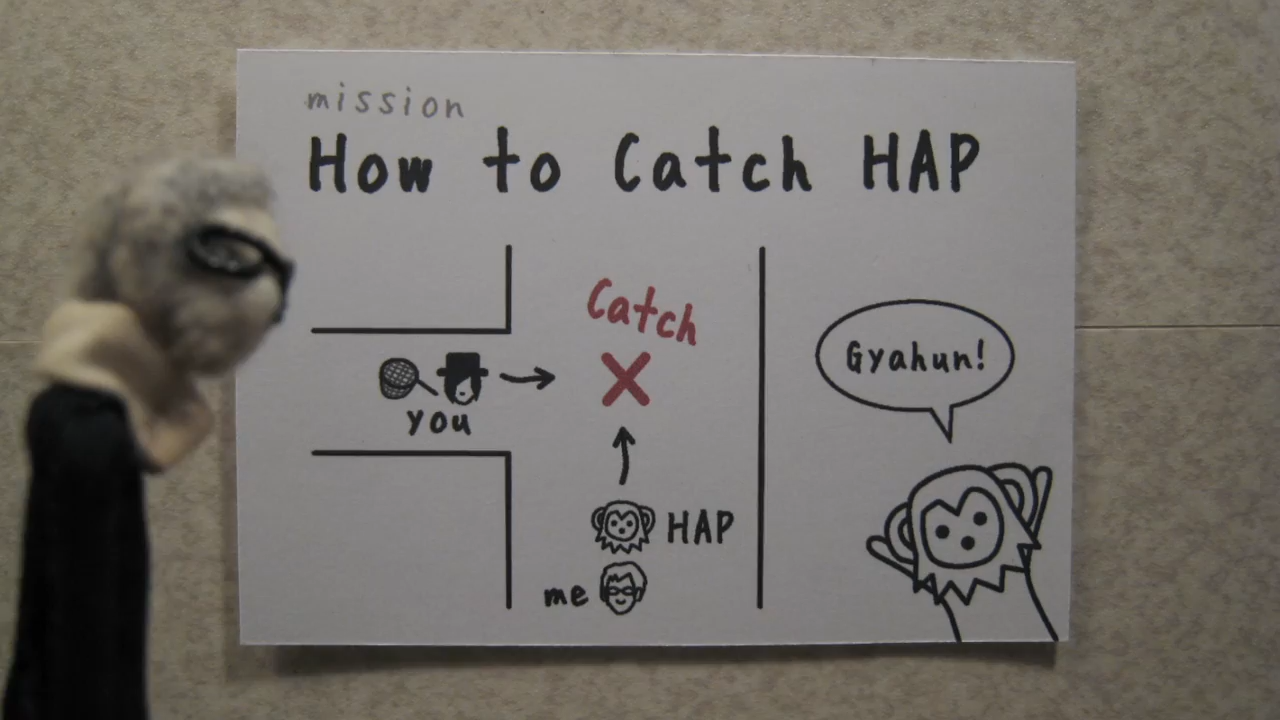 mission
How to Catch HAP
Catch
you
HAP
me
Gyahun!